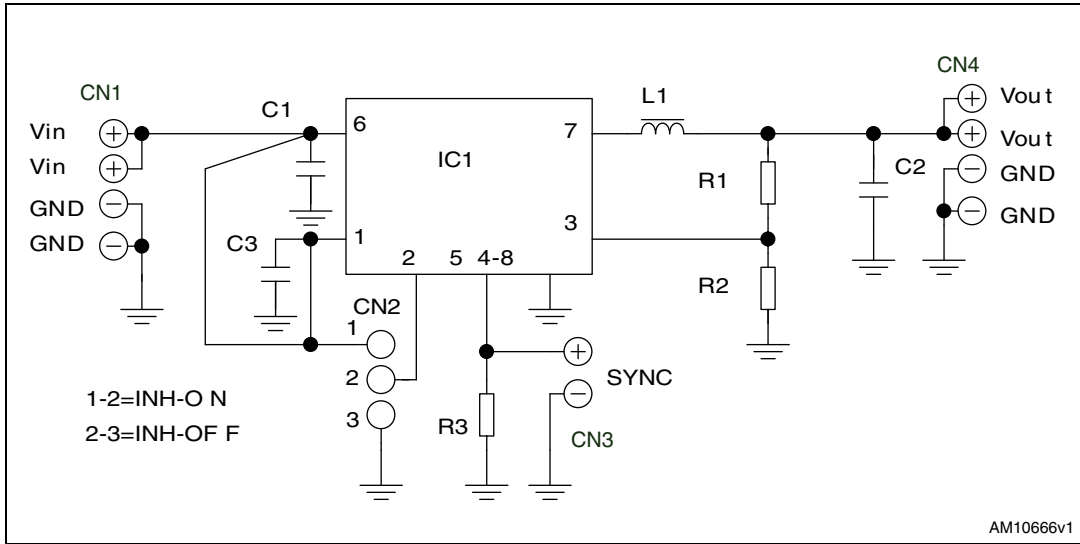 CN4
CN1
C1
L1
Vout
Vin
6
7
Vout
IC1
Vin
R1
C2
GND
GND
C3
1
3
GND
GND
2
5
4-8
R2
CN2
1
2
SYNC
1-2=INH-O N
3
R3
2-3=INH-OF F
CN3
AM10666v1